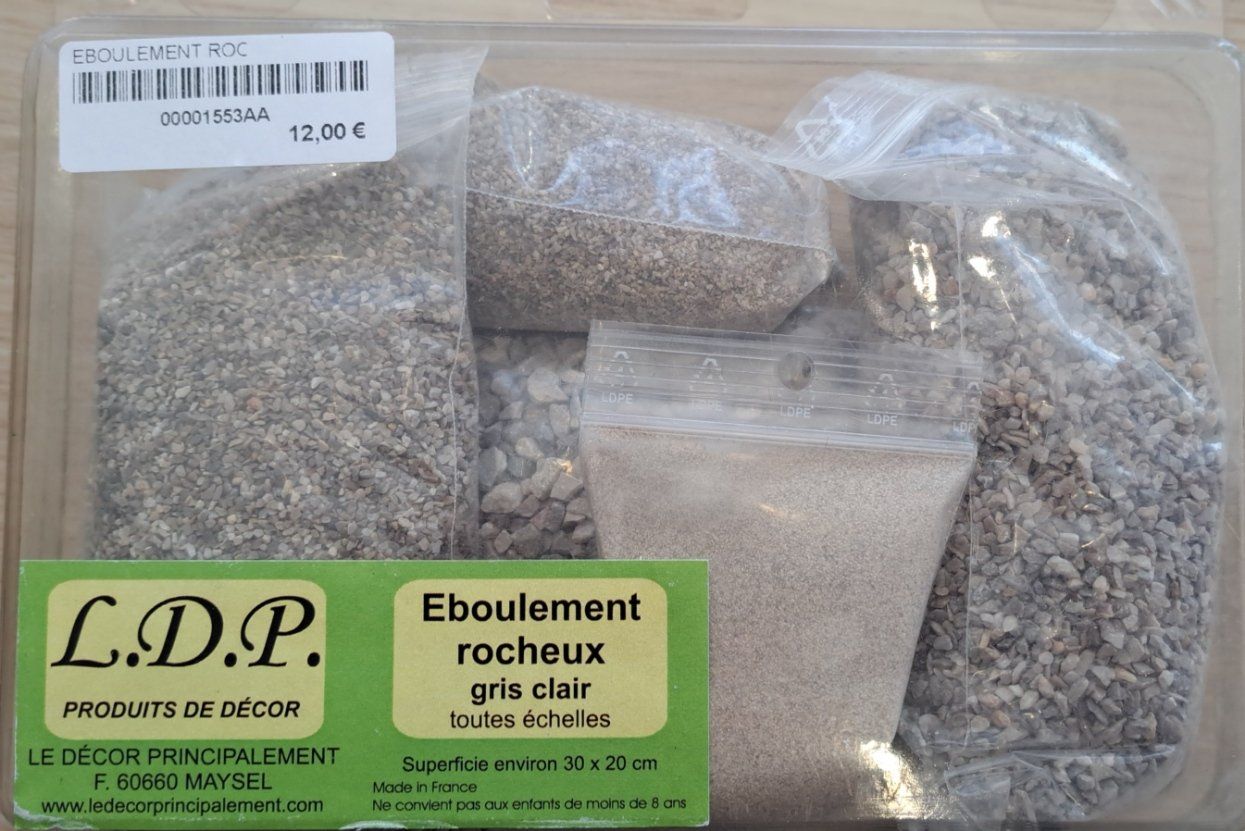 EBOULEMENT ROC
00001553AA
12,00 €
LDPE
LDPE
LDPE
LDPE
LDPE
L.D.P.
PRODUITS DE DÉCOR
LE DÉCOR PRINCIPALEMENT
F. 60660 MAYSEL
www.ledecorprincipalement.com
Eboulement
rocheux
gris clair
toutes échelles
Superficie environ 30 x 20 cm
Made in France
Ne convient pas aux enfants de moins de 8 ans